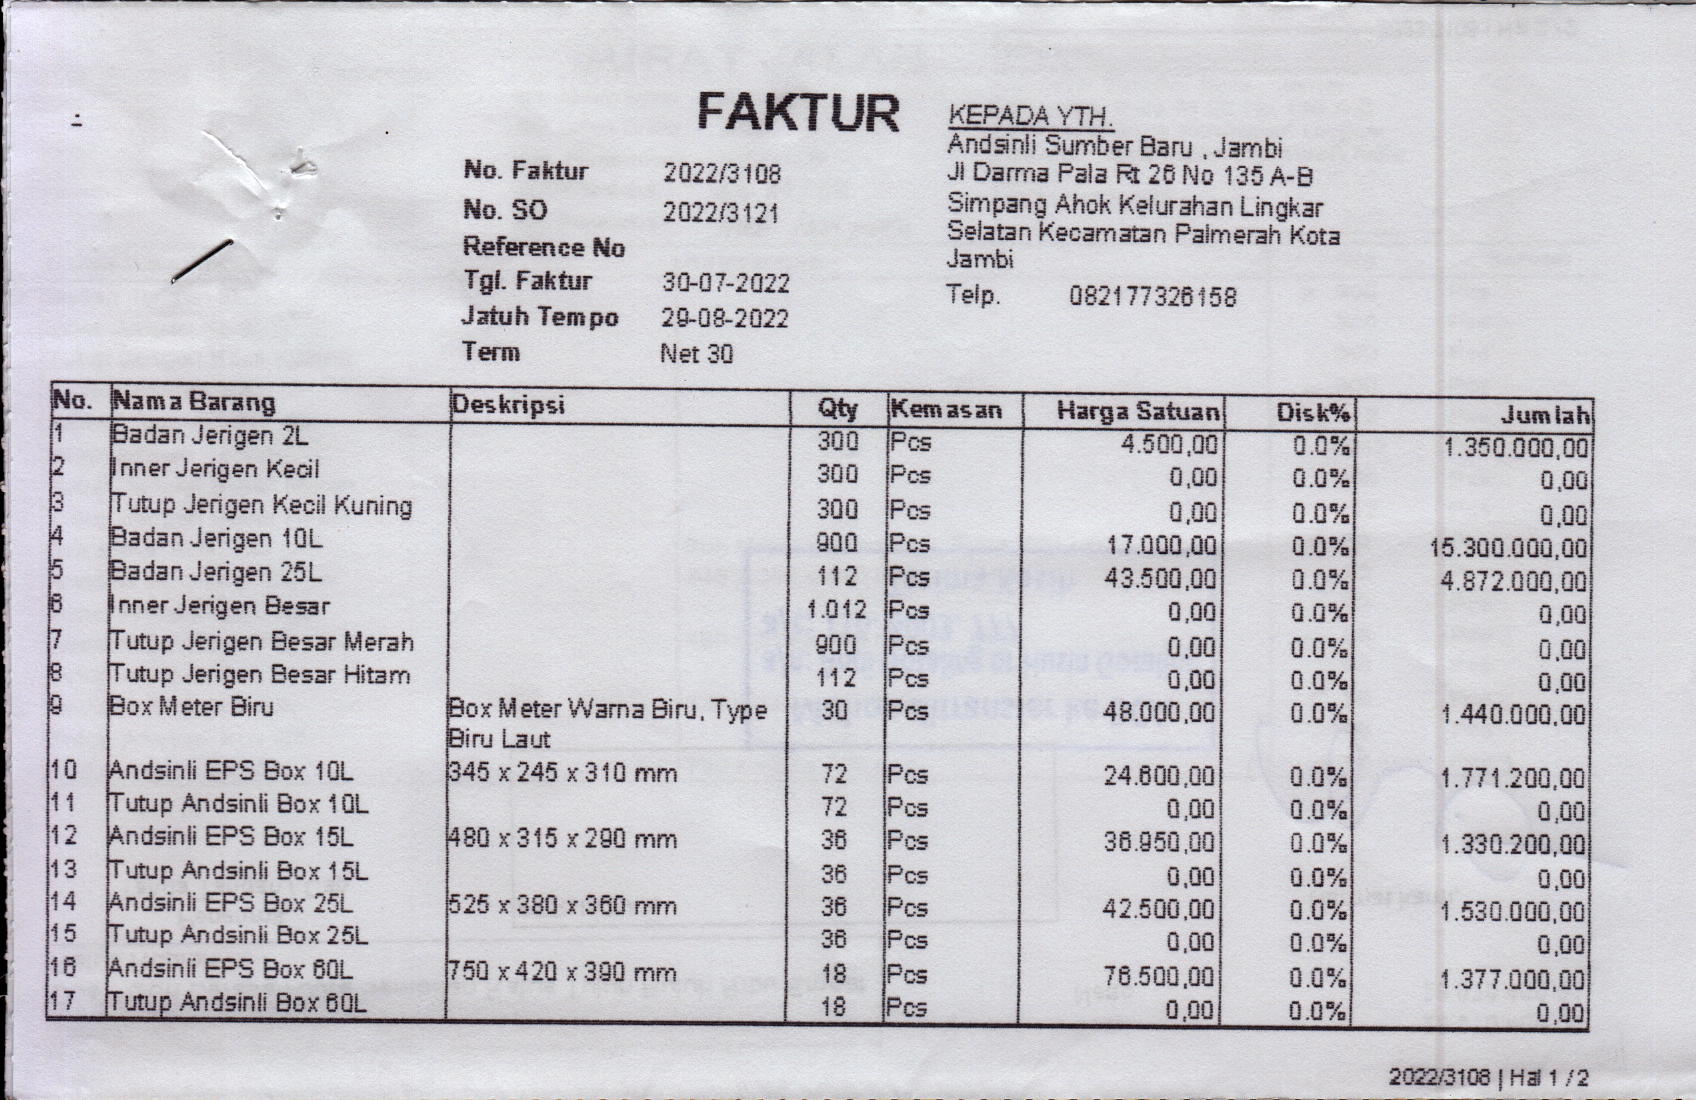 FAKTUR
KEPADA YTH.
Andsinli Sumber Baru , Jambi
Jl Darma Pala Rt 26 No 135 A-B
Simpang Ahok Kelurahan Lingkar
Selatan Kecamatan Palmerah Kota
Jambi
Telp. 082177326158
No. Faktur 2022/3108
No. SO 2022/3121
Reference No
Tgl. Faktur 30-07-2022
Jatuh Tempo 29-08-2022
Term Net 30
No. Nama Barang Deskripsi Qty Kemasan Harga Satuan Disk% Jumlah
1 Badan Jerigen 2L 300 Pcs 4.500,00 0.0% 1.350.000,00
2 Inner Jerigen Kecil 300 Pcs 0,00 0.0% 0,00
3 Tutup Jerigen Kecil Kuning 300 Pcs 0,00 0.0% 0,00
4 Badan Jerigen 10L 900 Pcs 17.000,00 0.0% 15.300.000,00
5 Badan Jerigen 25L 112 Pcs 43.500,00 0.0% 4.872.000,00
6 Inner Jerigen Besar 1.012 Pcs 0,00 0.0% 0,00
7 Tutup Jerigen Besar Merah 900 Pcs 0,00 0.0% 0,00
8 Tutup Jerigen Besar Hitam 112 Pcs 0,00 0.0% 0,00
9 Box Meter Biru Box Meter Warna Biru, Type 30 Pcs 48.000,00 0.0% 1.440.000,00
Biru Laut
10 Andsinli EPS Box 10L 345 x 245 x 310 mm 72 Pcs 24.600,00 0.0% 1.771.200,00
11 Tutup Andsinli Box 10L 72 Pcs 0,00 0.0% 0,00
12 Andsinli EPS Box 15L 480 x 315 x 290 mm 36 Pcs 36.950,00 0.0% 1.330.200,00
13 Tutup Andsinli Box 15L 36 Pcs 0,00 0.0% 0,00
14 Andsinli EPS Box 25L 525 x 380 x 360 mm 36 Pcs 42.500,00 0.0% 1.530.000,00
15 Tutup Andsinli Box 25L 36 Pcs 0,00 0.0% 0,00
16 Andsinli EPS Box 60L 750 x 420 x 390 mm 18 Pcs 76.500,00 0.0% 1.377.000,00
17 Tutup Andsinli Box 60L 18 Pcs 0,00 0.0% 0,00
2022/3108 | Hal 1 / 2